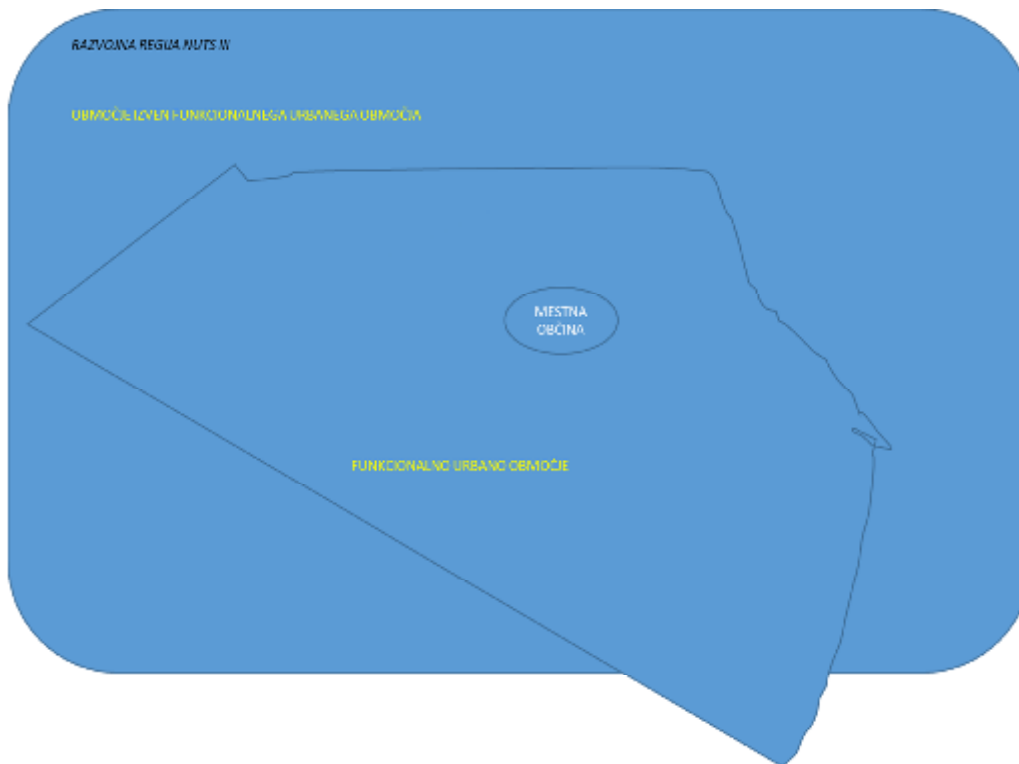 RAZVOJNA REGIJA NUTS III
OBMOČJE IZVEN FUNKCIONALNEGA URBANEGA OBMOČJA
MESTNA
OBČINA
FUNKCIONALNO URBANO OBMOČJE